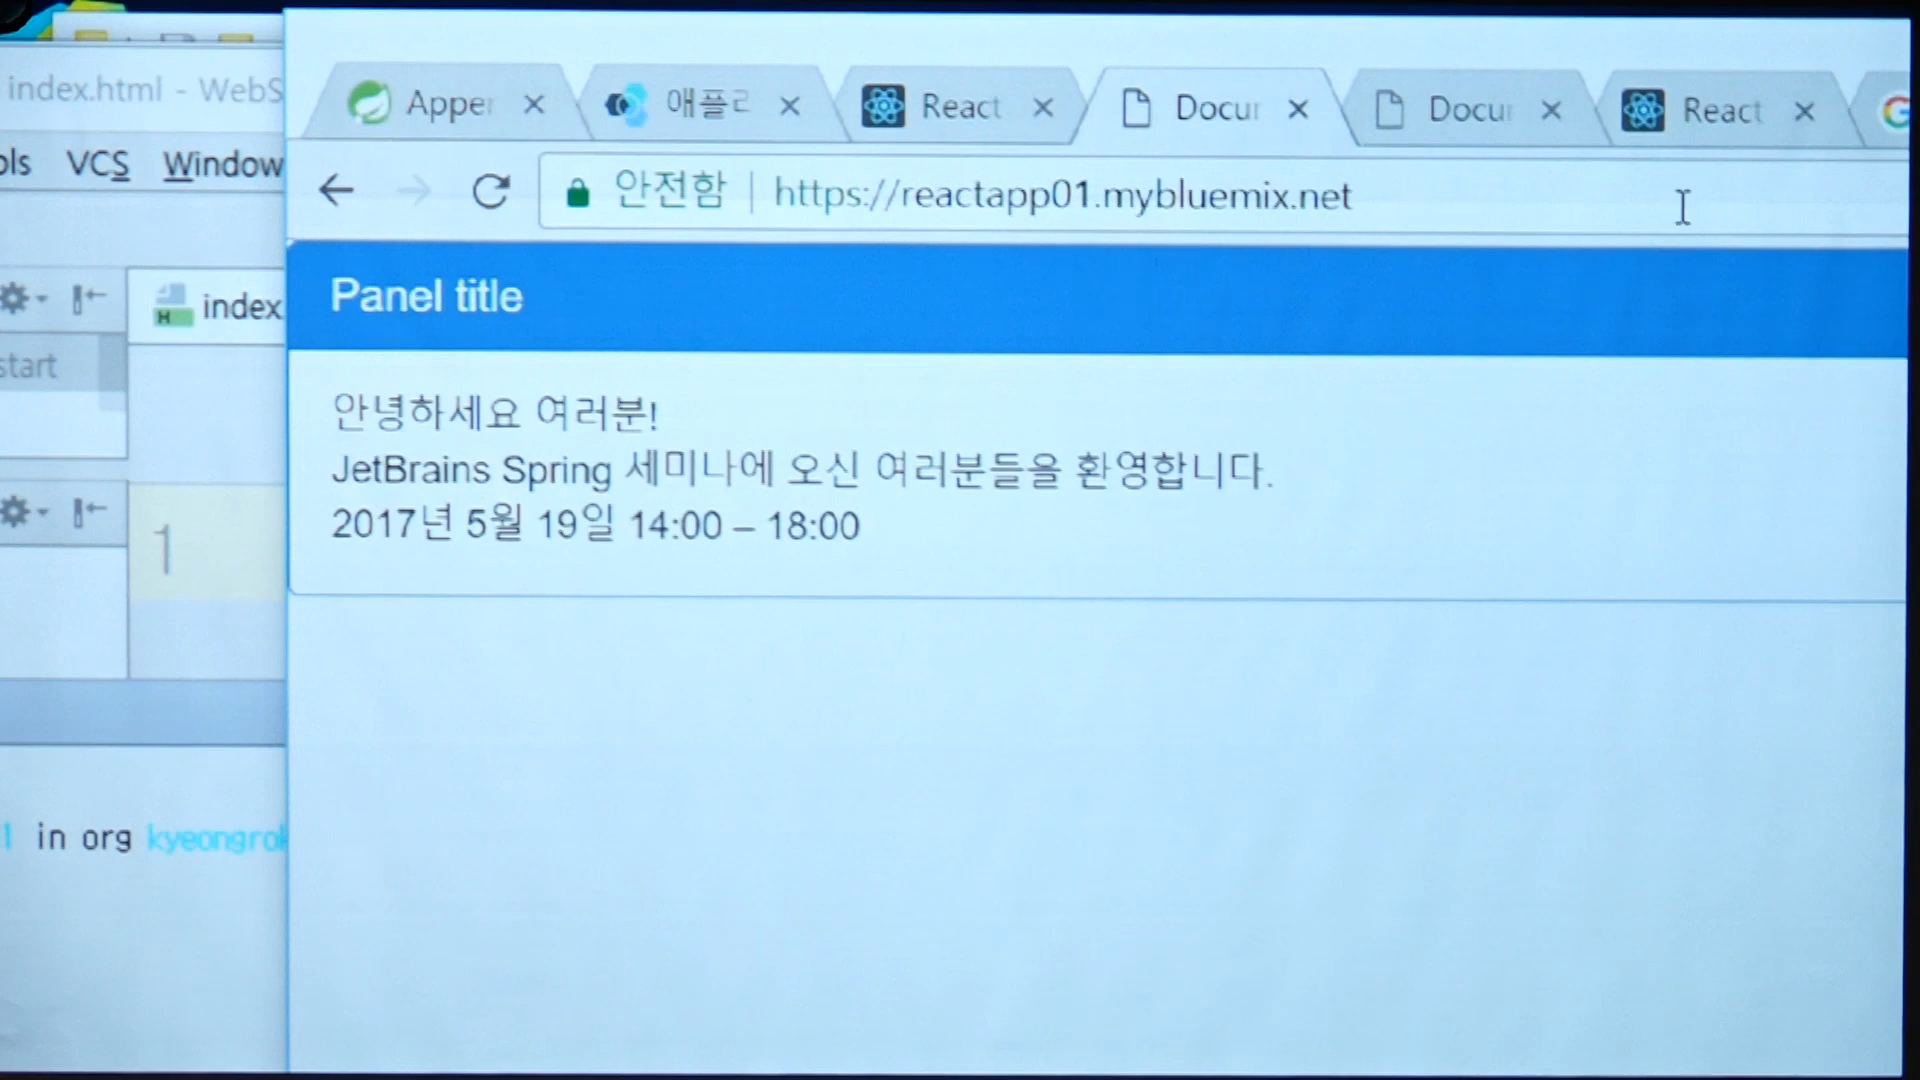 index.html - WebS
ols VCS Window
index
start
1
1 in org kyeongrok
Apper
애플리
React
Docur
Docu
React
안전함 | https://reactapp01.mybluemix.net
Panel title
안녕하세요 여러분!
JetBrains Spring 세미나에 오신 여러분들을 환영합니다.
2017년 5월 19일 14:00 – 18:00